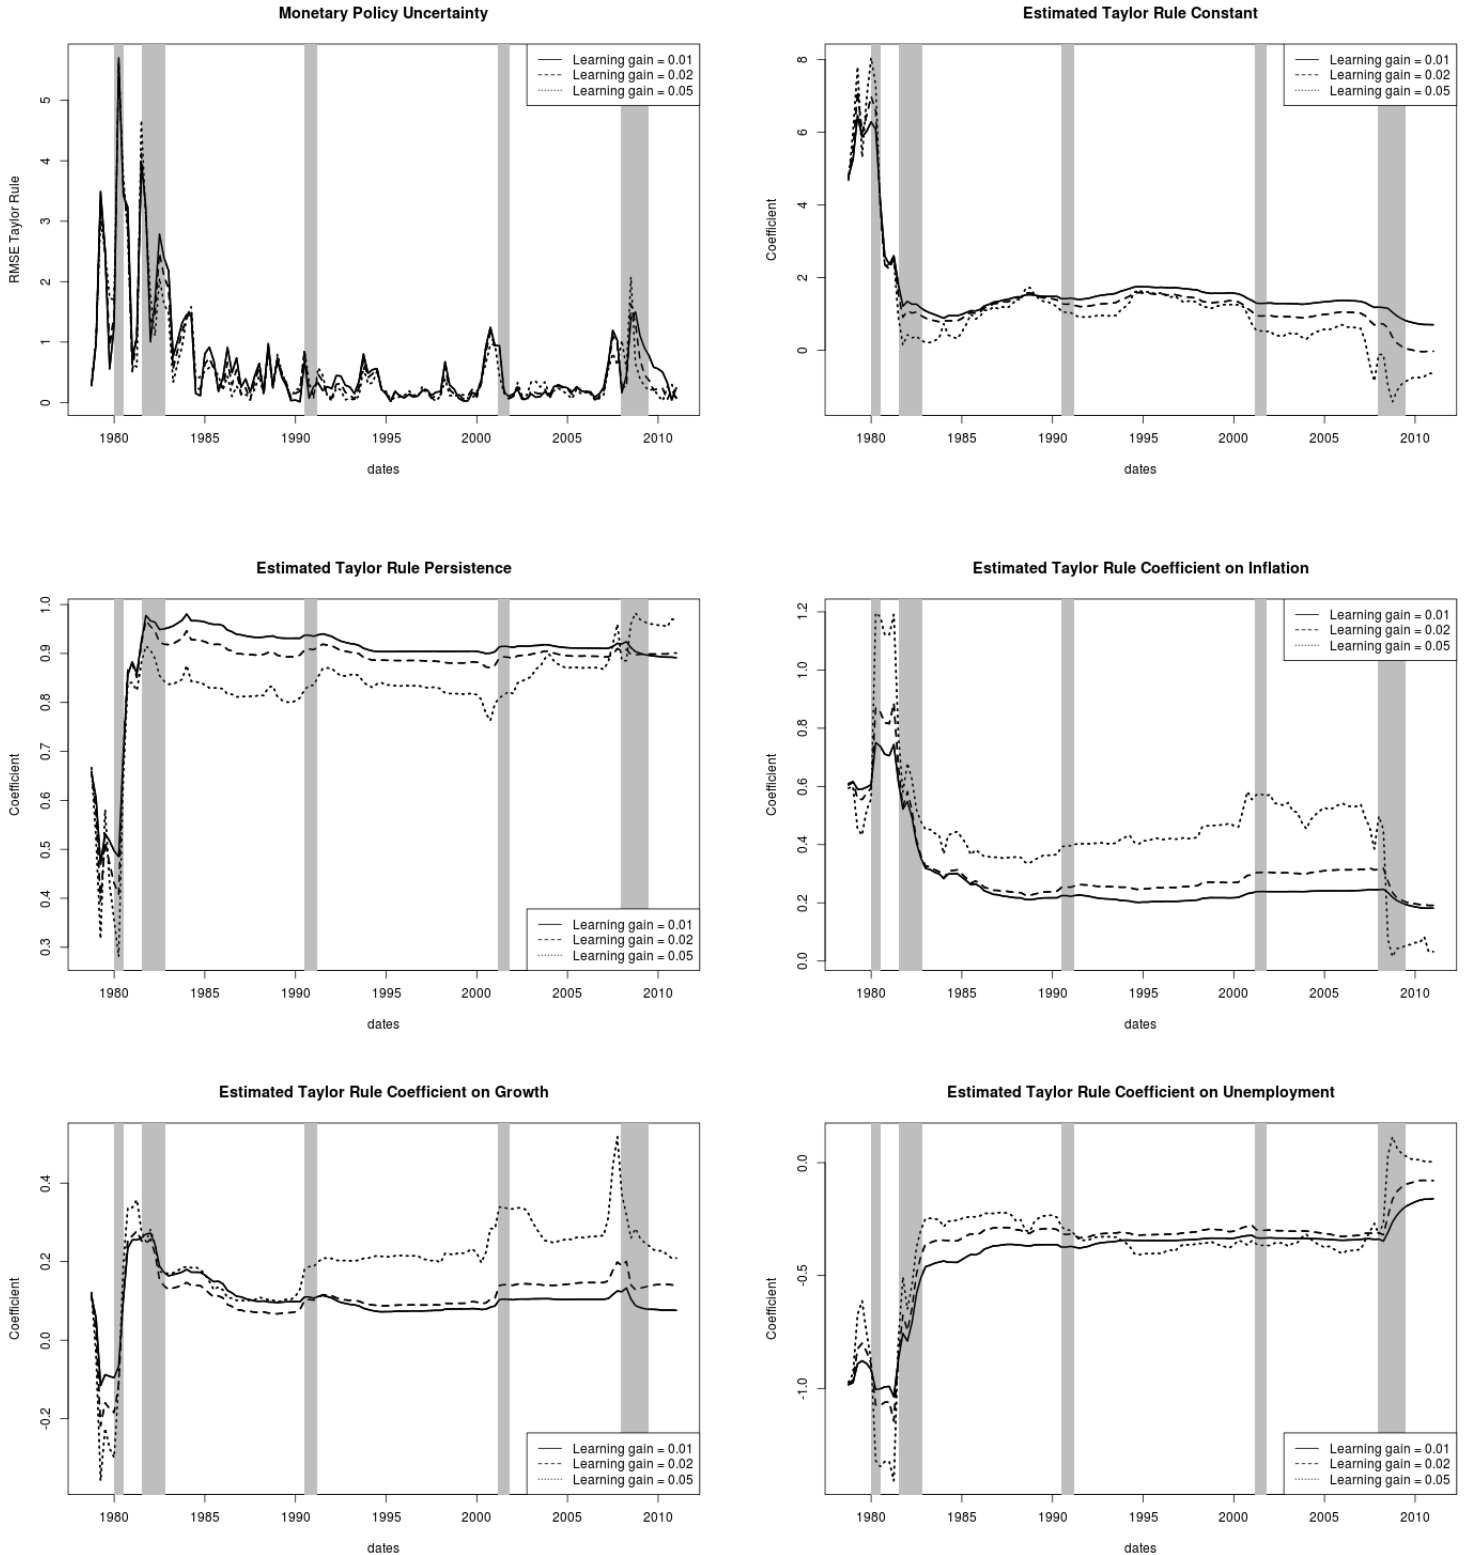 Monetary Policy Uncertainty
RMSE Taylor Rule
0 1 2 3 4 5
Learning gain = 0.01
Learning gain = 0.02
Learning gain = 0.05
1980 1985 1990 1995 2000 2005 2010
dates
Estimated Taylor Rule Constant
Coefficient
0 2 4 6 8
Learning gain = 0.01
Learning gain = 0.02
Learning gain = 0.05
1980 1985 1990 1995 2000 2005 2010
dates
Estimated Taylor Rule Persistence
Coefficient
0.3 0.4 0.5 0.6 0.7 0.8 0.9 1.0
Learning gain = 0.01
Learning gain = 0.02
Learning gain = 0.05
1980 1985 1990 1995 2000 2005 2010
dates
Estimated Taylor Rule Coefficient on Inflation
Coefficient
0.0 0.2 0.4 0.6 0.8 1.0 1.2
Learning gain = 0.01
Learning gain = 0.02
Learning gain = 0.05
1980 1985 1990 1995 2000 2005 2010
dates
Estimated Taylor Rule Coefficient on Growth
Coefficient
-0.2 0.0 0.2 0.4
Learning gain = 0.01
Learning gain = 0.02
Learning gain = 0.05
1980 1985 1990 1995 2000 2005 2010
dates
Estimated Taylor Rule Coefficient on Unemployment
Coefficient
-1.0 -0.5 0.0
Learning gain = 0.01
Learning gain = 0.02
Learning gain = 0.05
1980 1985 1990 1995 2000 2005 2010
dates